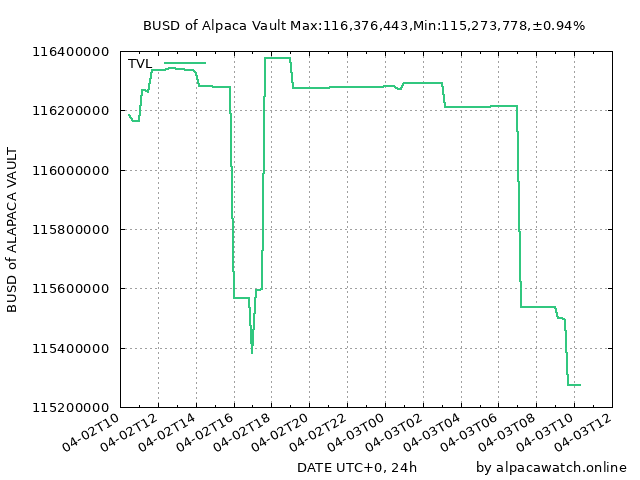 BUSD of Alpaca Vault Max:116,376,443,Min:115,273,778,±0.94%
TVL
116400000
116200000
116000000
115800000
115600000
115400000
115200000
BUSD of ALAPACA VAULT
04-02T10
04-02T12
04-02T14
04-02T16
04-02T18
04-02T20
04-02T22
04-03T00
04-03T02
04-03T04
04-03T06
04-03T08
04-03T10
04-03T12
DATE UTC+0, 24h
by alpacawatch.online